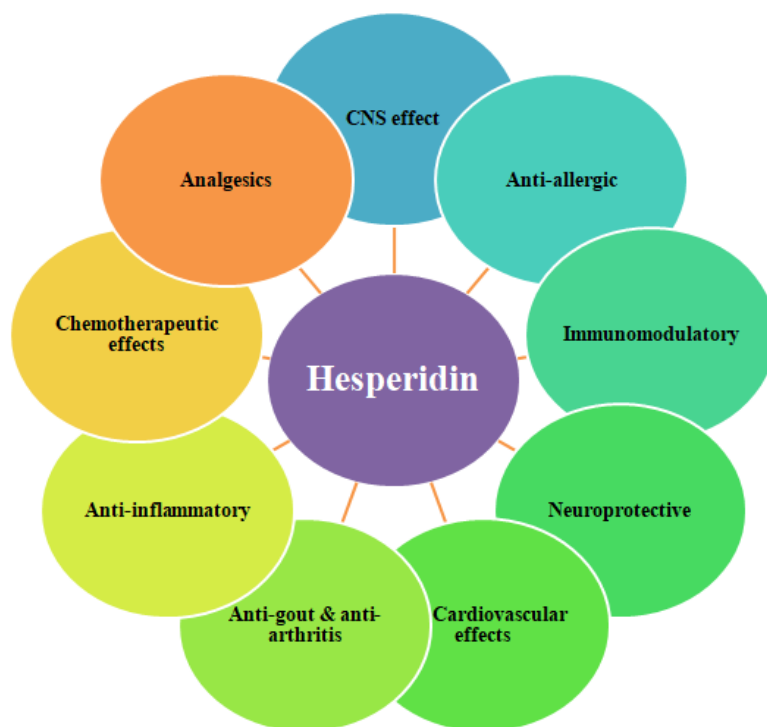 CNS effect
Analgesics
Anti-allergic
Chemotherapeutic
effects
Immunomodulatory
Hesperidin
Anti-inflammatory
Neuroprotective
Anti-gout & anti-
arthritis
Cardiovascular
effects